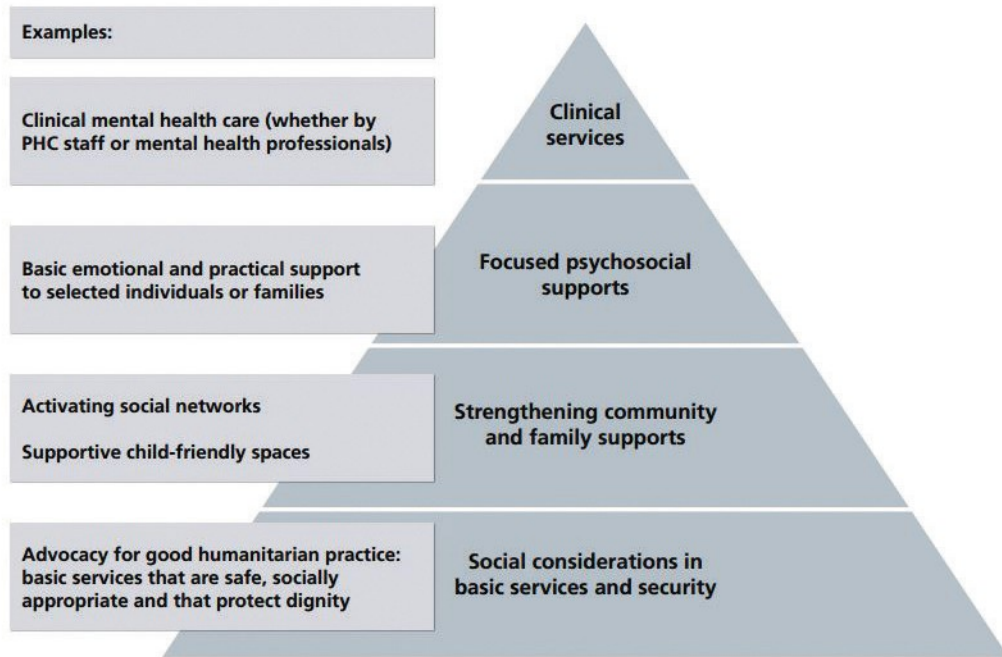 Examples:
Clinical mental health care (whether by
PHC staff or mental health professionals)
Clinical
services
Basic emotional and practical support
to selected individuals or families
Focused psychosocial
supports
Activating social networks
Supportive child-friendly spaces
Strengthening community
and family supports
Advocacy for good humanitarian practice:
basic services that are safe, socially
appropriate and that protect dignity
Social considerations in
basic services and security